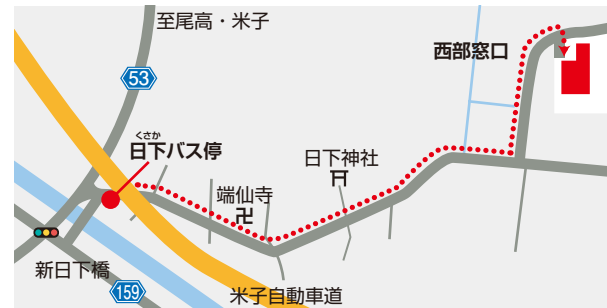 至尾高・米子
西部窓口
53
くさか
日下バス停
日下神社
端仙寺
卍
新日下橋
159
米子自動車道